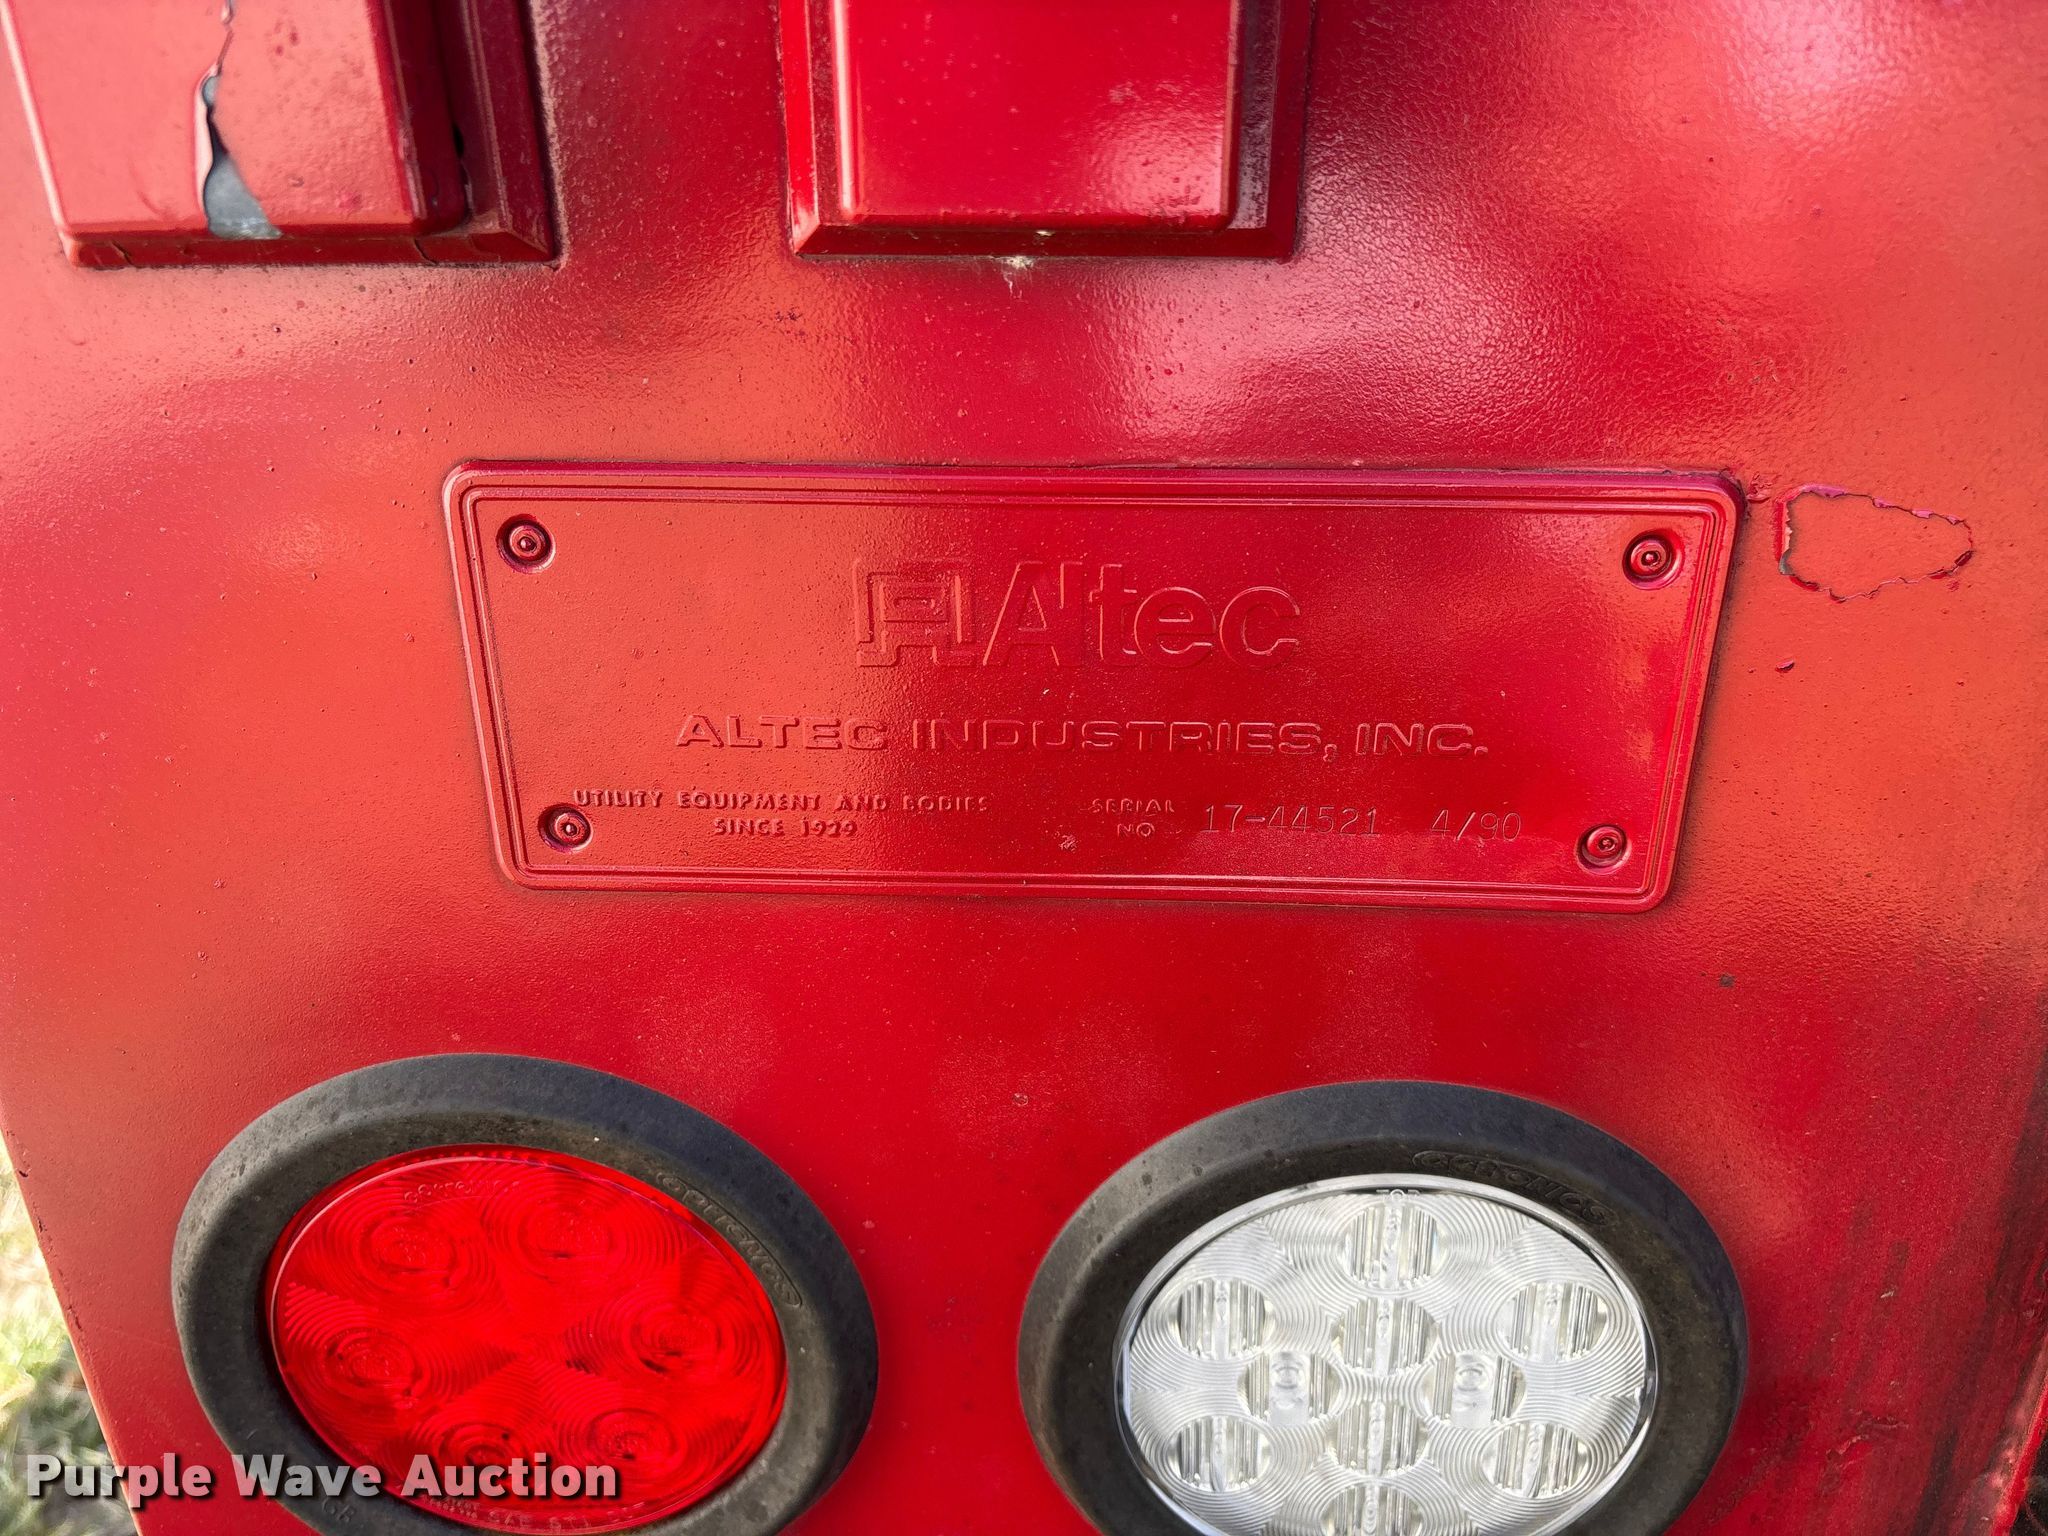 Altec
ALTEC INDUSTRIES, INC.
UTILITY EQUIPMENT AND BODIES
SINCE 1929
SERIAL
NO
17-44521 4/90
TOP
Purple Wave Auction